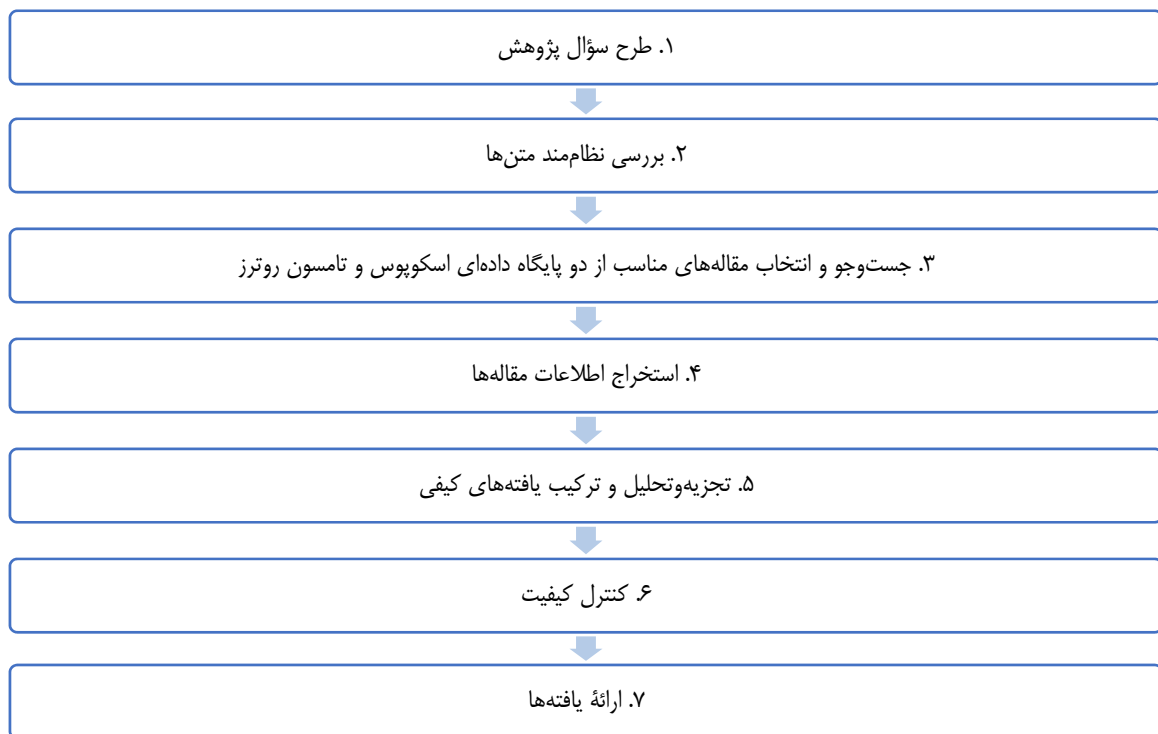 ۱. طرح سؤال پژوهش
۲. بررسی نظام‌مند متن‌ها
۳. جست‌وجو و انتخاب مقاله‌های مناسب از دو پایگاه داده‌ای اسکوپوس و تامسون روترز
۴. استخراج اطلاعات مقاله‌ها
۵. تجزیه‌وتحلیل و ترکیب یافته‌های کیفی
۶. کنترل کیفیت
۷. ارائۀ یافته‌ها